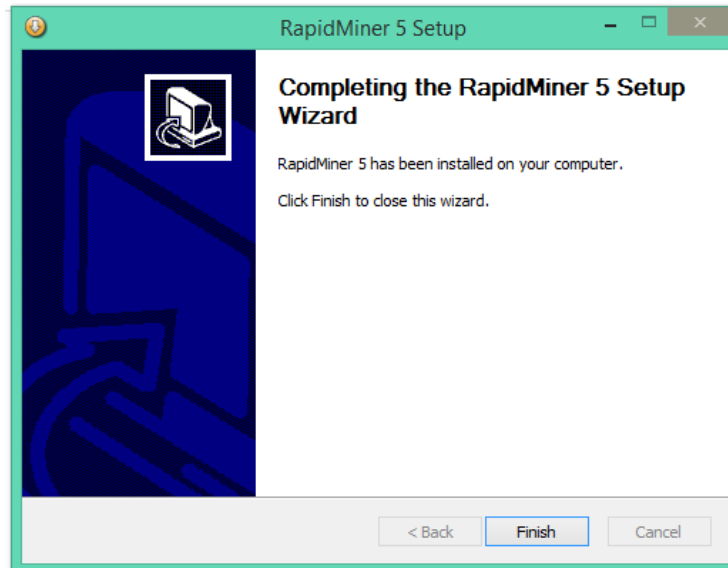 RapidMiner 5 Setup
Completing the RapidMiner 5 Setup
Wizard
RapidMiner 5 has been installed on your computer.
Click Finish to close this wizard.
< Back
Finish
Cancel